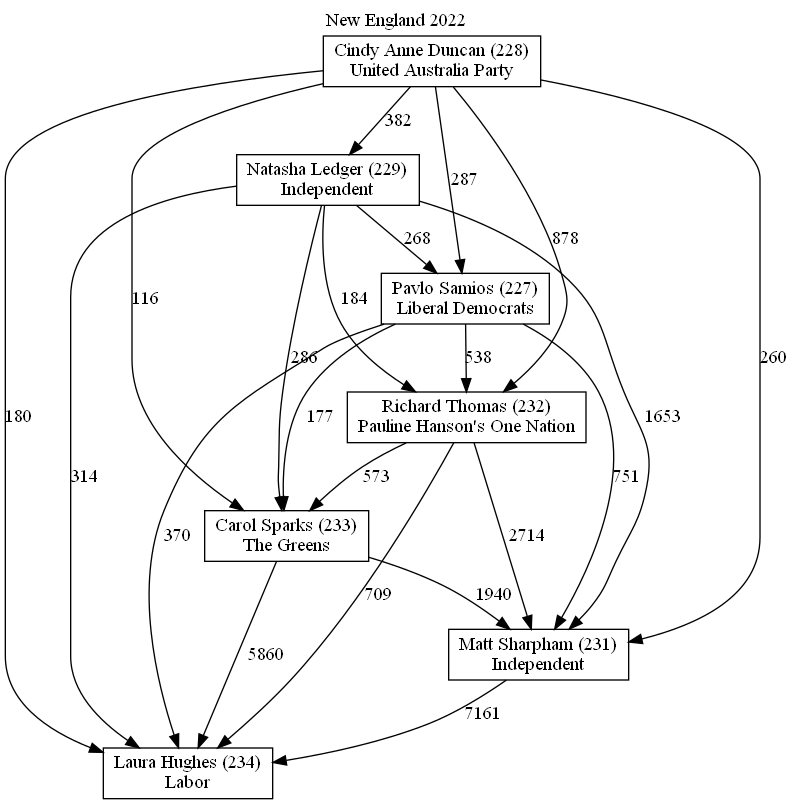 New England 2022
Cindy Anne Duncan (228)
United Australia Party
382
Natasha Ledger (229)
Independent
287
878
268
Pavlo Samios (227)
Liberal Democrats
116
184
286
538
260
180
177
Richard Thomas (232)
Pauline Hanson's One Nation
1653
314
573
751
370
Carol Sparks (233)
The Greens
2714
709
1940
5860
Matt Sharpham (231)
Independent
7161
Laura Hughes (234)
Labor